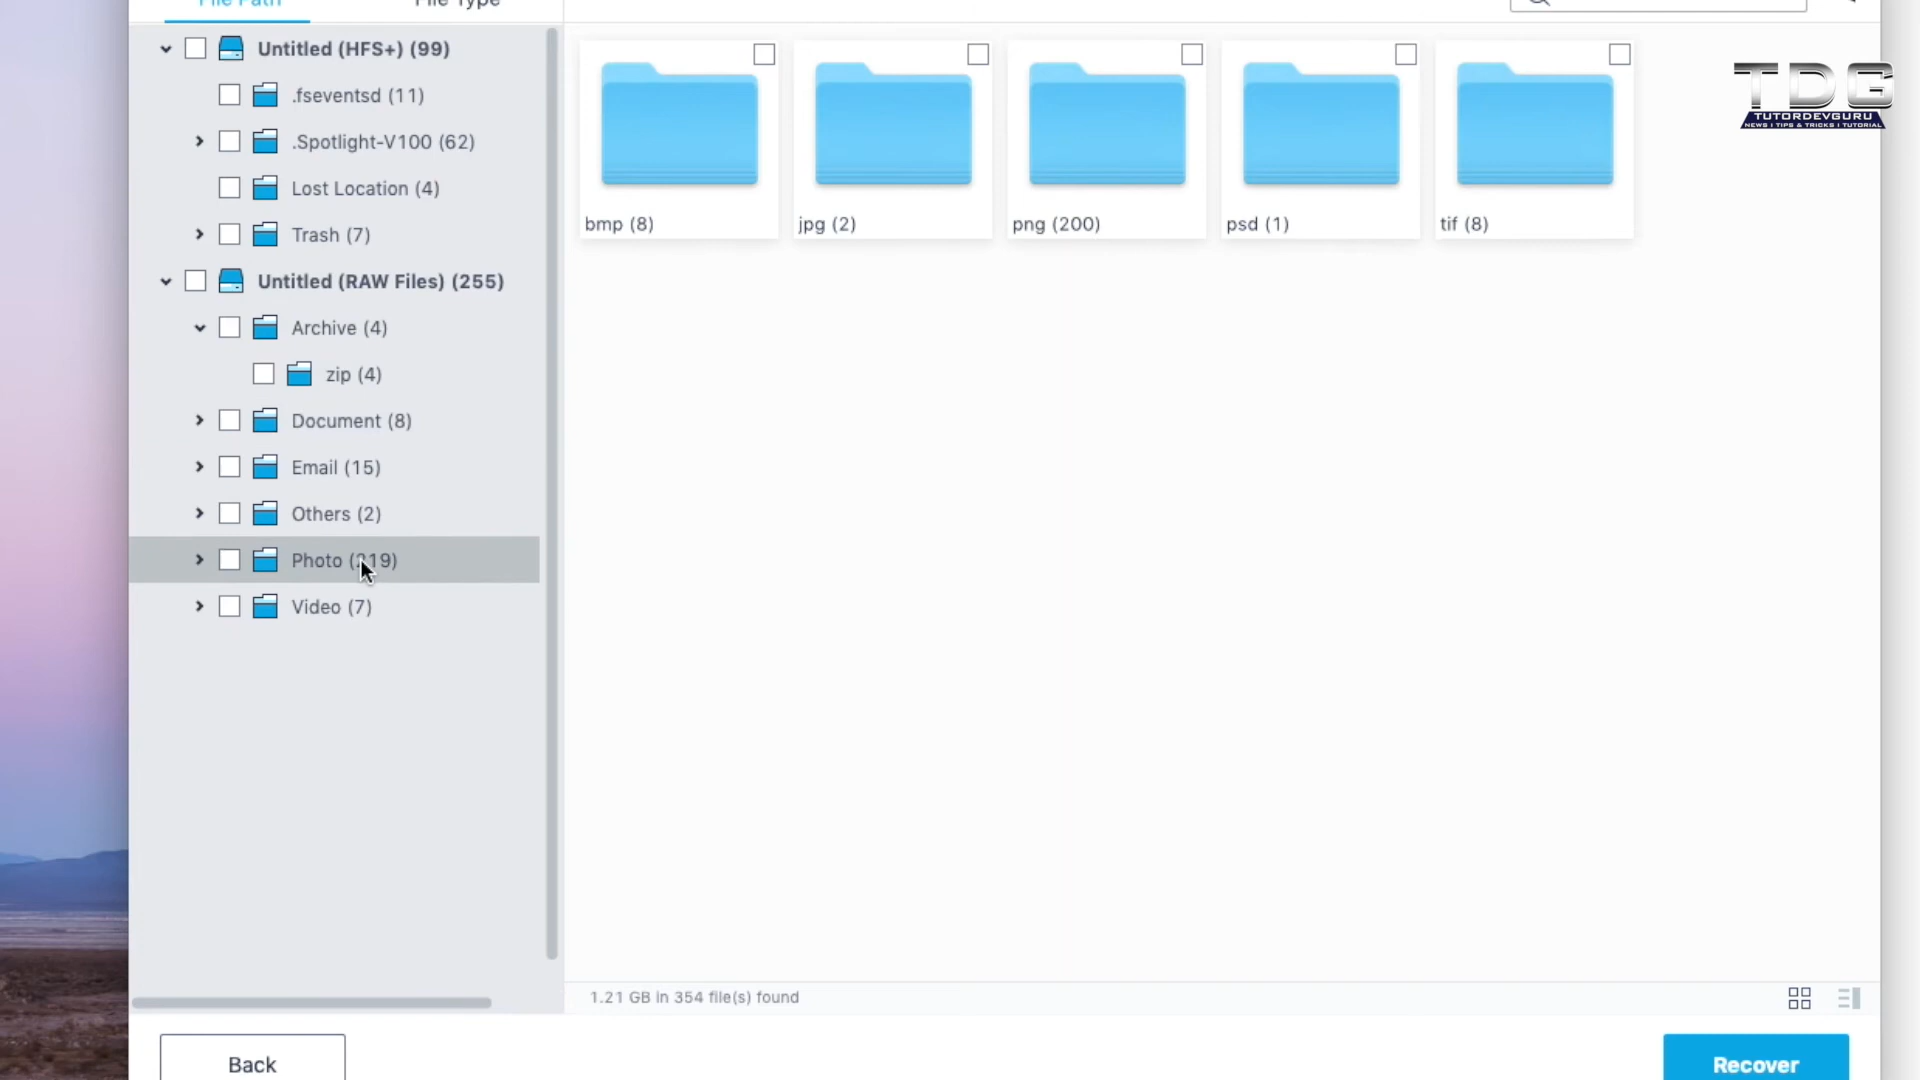 File Path
File Type
Untitled (HFS+) (99)
.fseventsd (11)
.Spotlight-V100 (62)
Lost Location (4)
Trash (7)
Untitled (RAW Files) (255)
Archive (4)
zip (4)
Document (8)
Email (15)
Others (2)
Photo (219)
Video (7)
bmp (8)
jpg (2)
png (200)
psd (1)
tif (8)
TDG
TUTORDEVGURU
NEWS | TIPS & TRICKS | TUTORIAL
1.21 GB in 354 file(s) found
Back
Recover